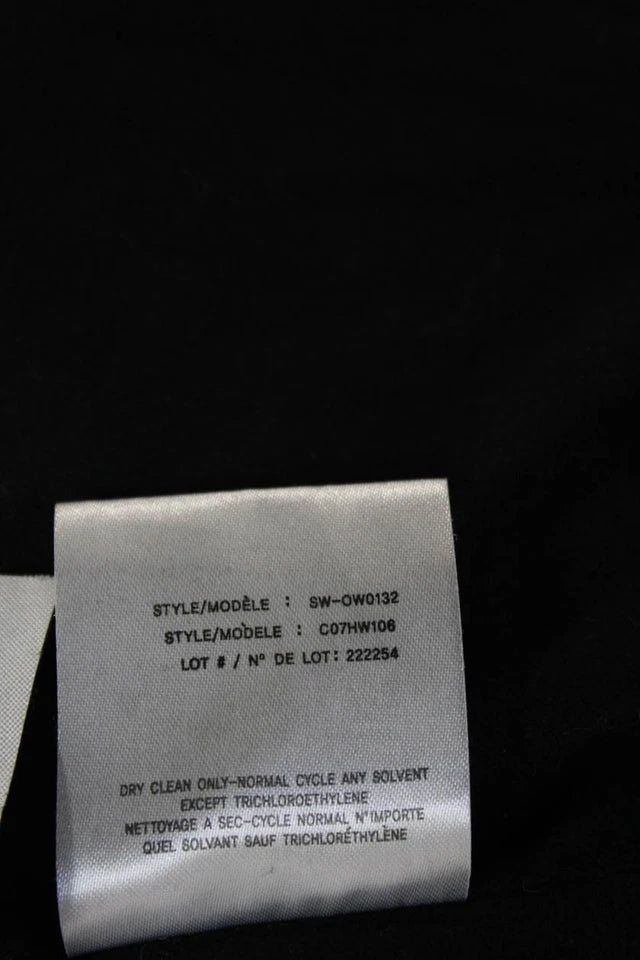 STYLE/MODÈLE : SW-OW0132
STYLE/MODELE : C07HW106
LOT # / N° DE LOT: 222254
DRY CLEAN ONLY-NORMAL CYCLE ANY SOLVENT
EXCEPT TRICHLOROETHYLENE
NETTOYAGE A SEC-CYCLE NORMAL N'IMPORTE
QUEL SOLVANT SAUF TRICHLORÉTHYLÈNE